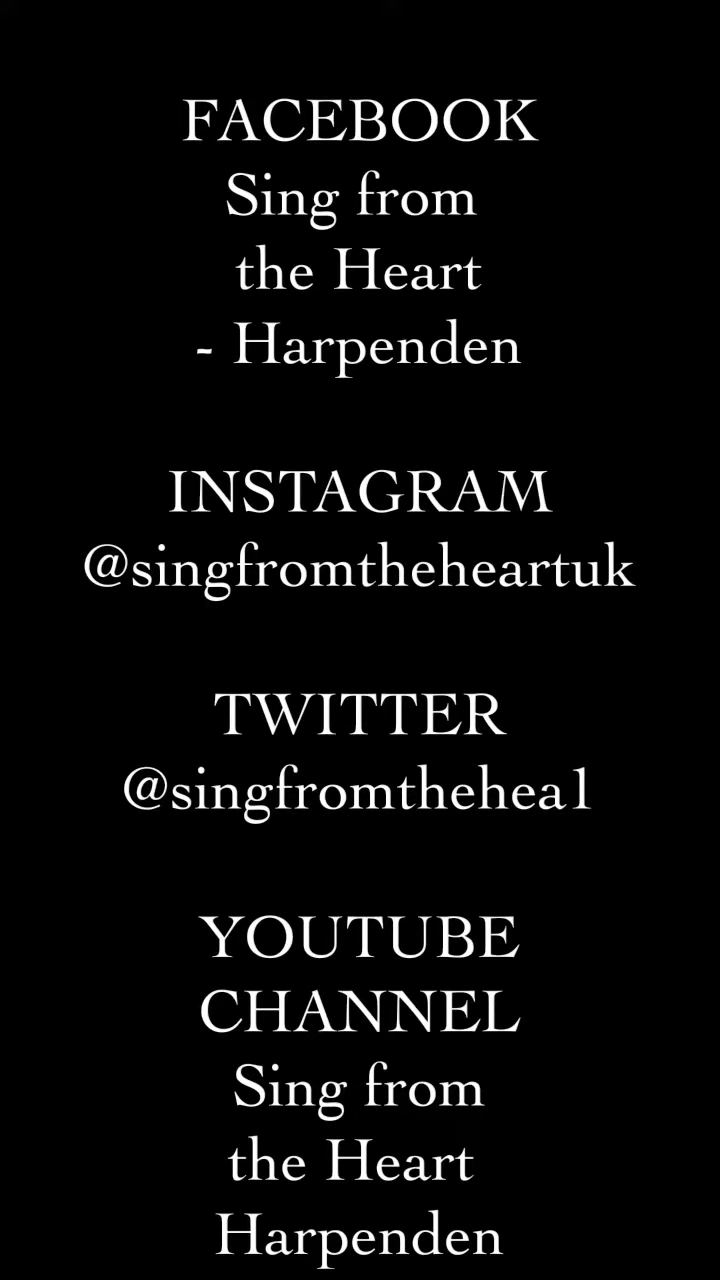 FACEBOOK
Sing from
the Heart
- Harpenden
INSTAGRAM
@singfromtheheartuk
TWITTER
@singfromthehea1
YOUTUBE
CHANNEL
Sing from
the Heart
Harpenden